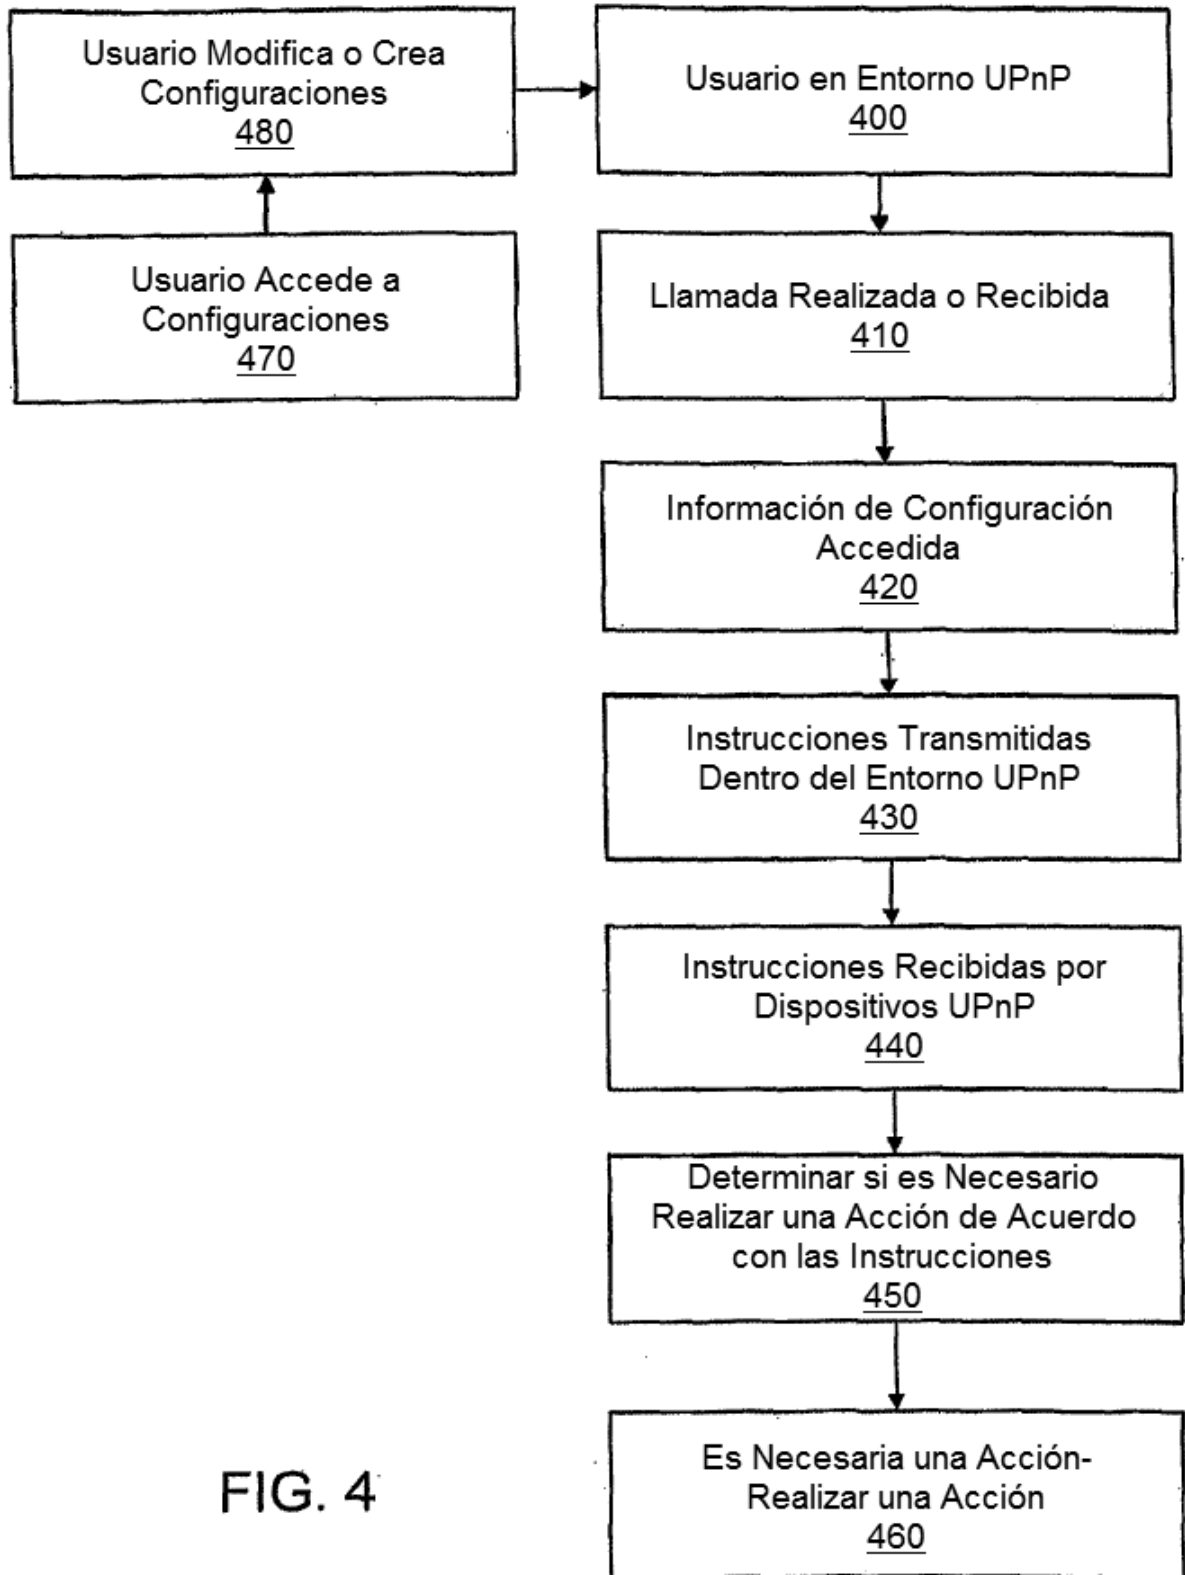 Usuario Modifica o Crea
Configuraciones
480
Usuario en Entorno UPnP
400
Usuario Accede a
Configuraciones
470
Llamada Realizada o Recibida
410
Información de Configuración
Accedida
420
Instrucciones Transmitidas
Dentro del Entorno UPnP
430
Instrucciones Recibidas por
Dispositivos UPnP
440
Determinar si es Necesario
Realizar una Acción de Acuerdo
con las Instrucciones
450
Es Necesaria una Acción-
Realizar una Acción
460
FIG. 4